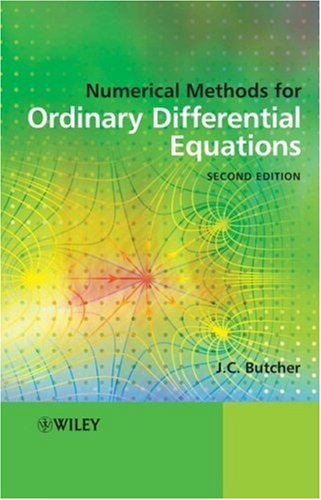 Numerical Methods for
Ordinary Differential
Equations
SECOND EDITION
J.C. Butcher
WILEY